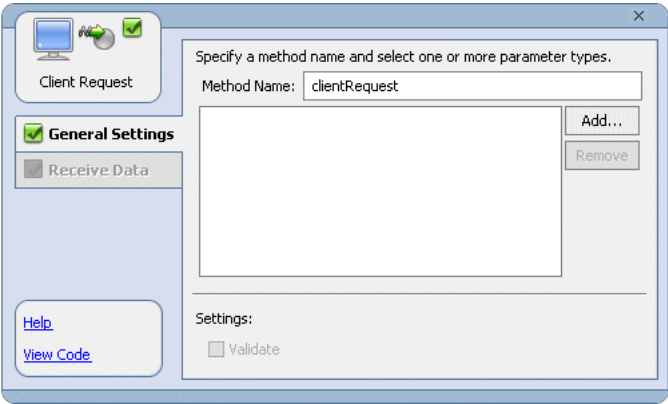 Client Request
General Settings
Receive Data
Help
View Code
Specify a method name and select one or more parameter types.
Method Name: clientRequest
Add...
Remove
Settings:
Validate